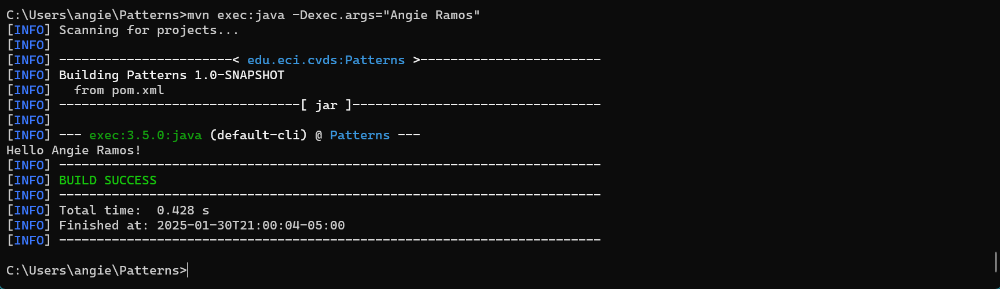 C:\Users\angie\Patterns>mvn exec:java -Dexec.args="Angie Ramos"
[INFO] Scanning for projects...
[INFO]
[INFO] -----------------------< edu.eci.cvds:Patterns >------------------------
[INFO] Building Patterns 1.0-SNAPSHOT
[INFO]   from pom.xml
[INFO] --------------------------------[ jar ]---------------------------------
[INFO]
[INFO] --- exec:3.5.0:java (default-cli) @ Patterns ---
Hello Angie Ramos!
[INFO] ------------------------------------------------------------------------
[INFO] BUILD SUCCESS
[INFO] ------------------------------------------------------------------------
[INFO] Total time:  0.428 s
[INFO] Finished at: 2025-01-30T21:00:04-05:00
[INFO] ------------------------------------------------------------------------
C:\Users\angie\Patterns>